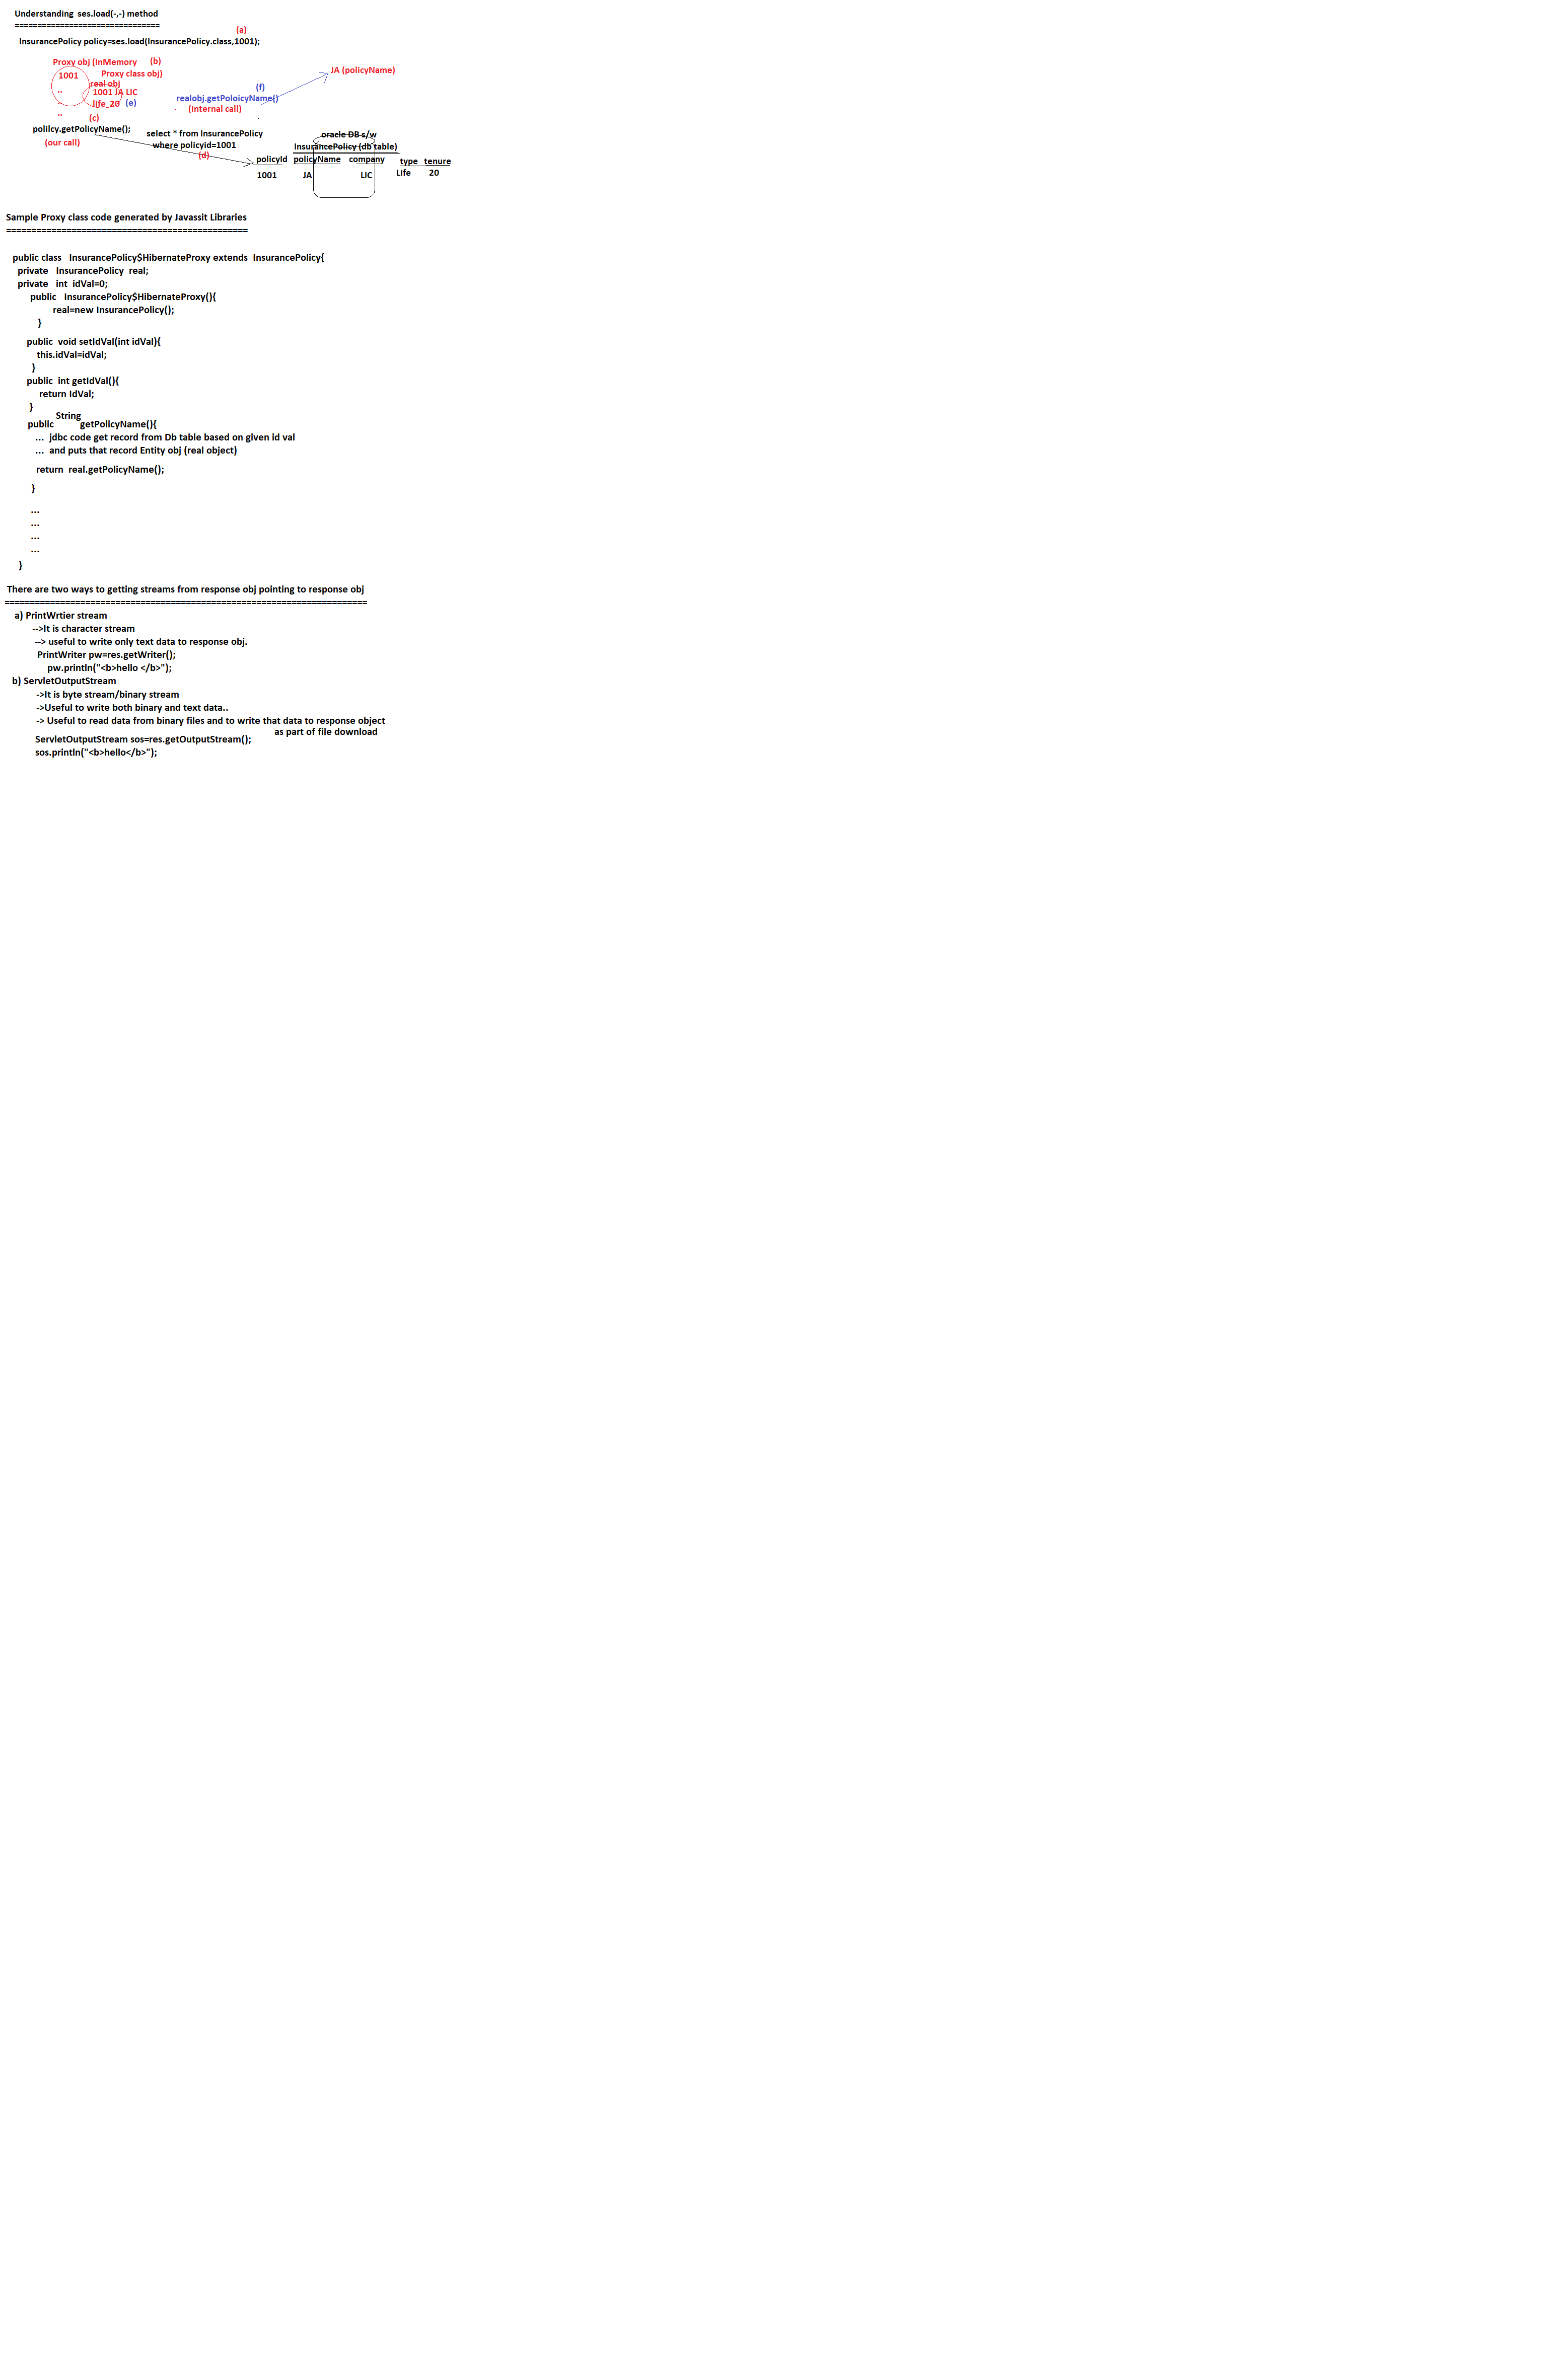 Understanding  ses.load(-,-) method
================================
(a)
InsurancePolicy policy=ses.load(InsurancePolicy.class,1001);
Proxy obj (InMemory    (b)
Proxy class obj)
1001
real obj
..    1001 JA LIC
..    life  20   (e)
..
(c)
polilcy.getPolicyName();
(our call)
JA (policyName)
(f)
realobj.getPoloicyName()
(Internal call)
select * from InsurancePolicy
where policyid=1001
(d)
oracle DB s/w
InsurancePolicy (db table)
policyId   policyName   company   type   tenure
1001   JA   LIC   Life   20
Sample Proxy class code generated by Javassit Libraries
================================================
public class   InsurancePolicy$HibernateProxy extends  InsurancePolicy{
private   InsurancePolicy  real;
private   int  idVal=0;
public   InsurancePolicy$HibernateProxy(){
real=new InsurancePolicy();
}
public  void setIdVal(int idVal){
this.idVal=idVal;
}
public  int getIdVal(){
return IdVal;
}
String
public   getPolicyName(){
...  jdbc code get record from Db table based on given id val
...  and puts that record Entity obj (real object)
return  real.getPolicyName();
}
...
...
...
...
}
There are two ways to getting streams from response obj pointing to response obj
========================================================================
a) PrintWrtier stream
-->It is character stream
--> useful to write only text data to response obj.
PrintWriter pw=res.getWriter();
pw.println("<b>hello </b>");
b) ServletOutputStream
->It is byte stream/binary stream
->Useful to write both binary and text data..
-> Useful to read data from binary files and to write that data to response object
as part of file download
ServletOutputStream sos=res.getOutputStream();
sos.println("<b>hello</b>");